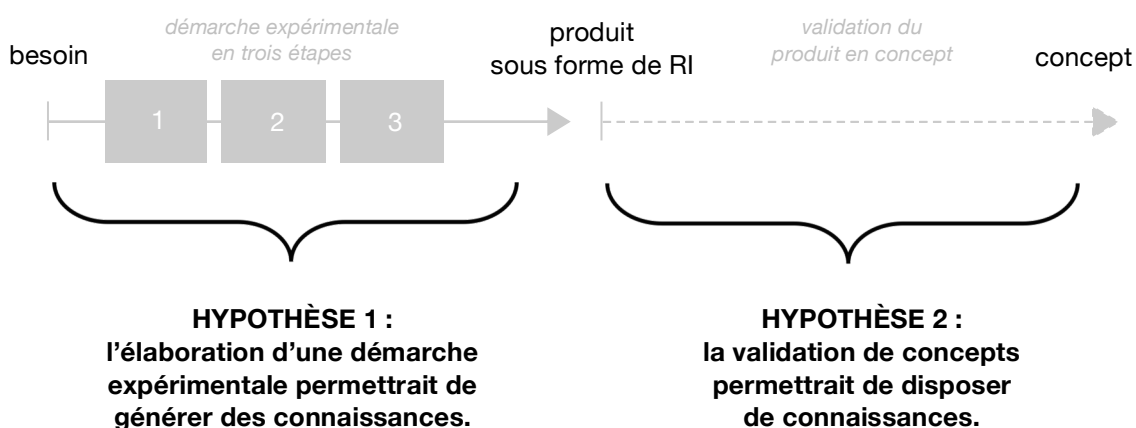 besoin
démarche expérimentale
en trois étapes
produit
sous forme de RI
validation du
produit en concept
concept
1
2
3
HYPOTHÈSE 1 :
l’élaboration d’une démarche
expérimentale permettrait de
générer des connaissances.
HYPOTHÈSE 2 :
la validation de concepts
permettrait de disposer
de connaissances.